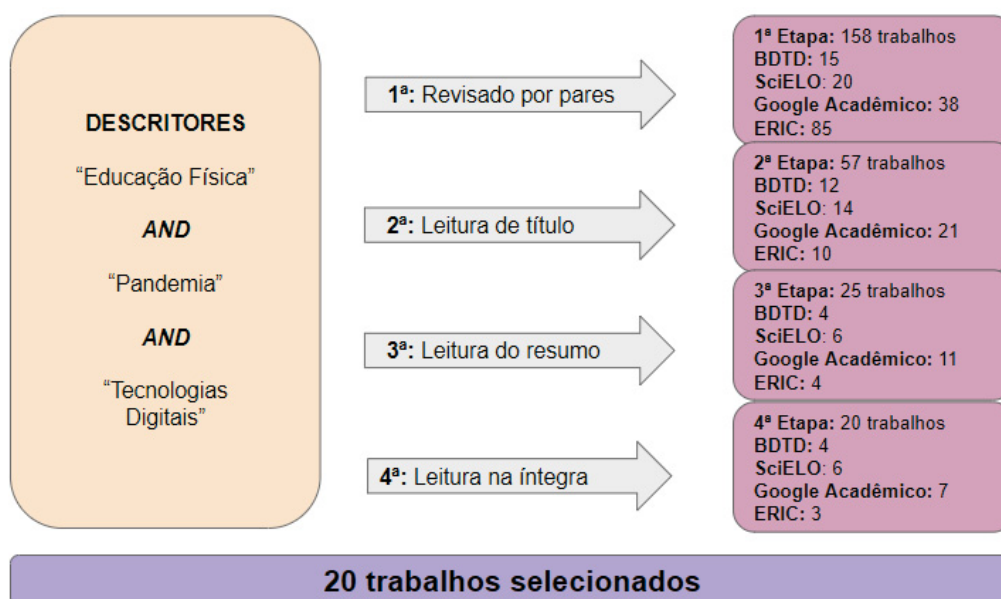 DESCRITORES
“Educação Física”
AND
“Pandemia”
AND
“Tecnologias
Digitais”
1ª: Revisado por pares
2ª: Leitura de título
3ª: Leitura do resumo
4ª: Leitura na íntegra
1ª Etapa: 158 trabalhos
BDTD: 15
SciELO: 20
Google Acadêmico: 38
ERIC: 85
2ª Etapa: 57 trabalhos
BDTD: 12
SciELO: 14
Google Acadêmico: 21
ERIC: 10
3ª Etapa: 25 trabalhos
BDTD: 4
SciELO: 6
Google Acadêmico: 11
ERIC: 4
4ª Etapa: 20 trabalhos
BDTD: 4
SciELO: 6
Google Acadêmico: 7
ERIC: 3
20 trabalhos selecionados